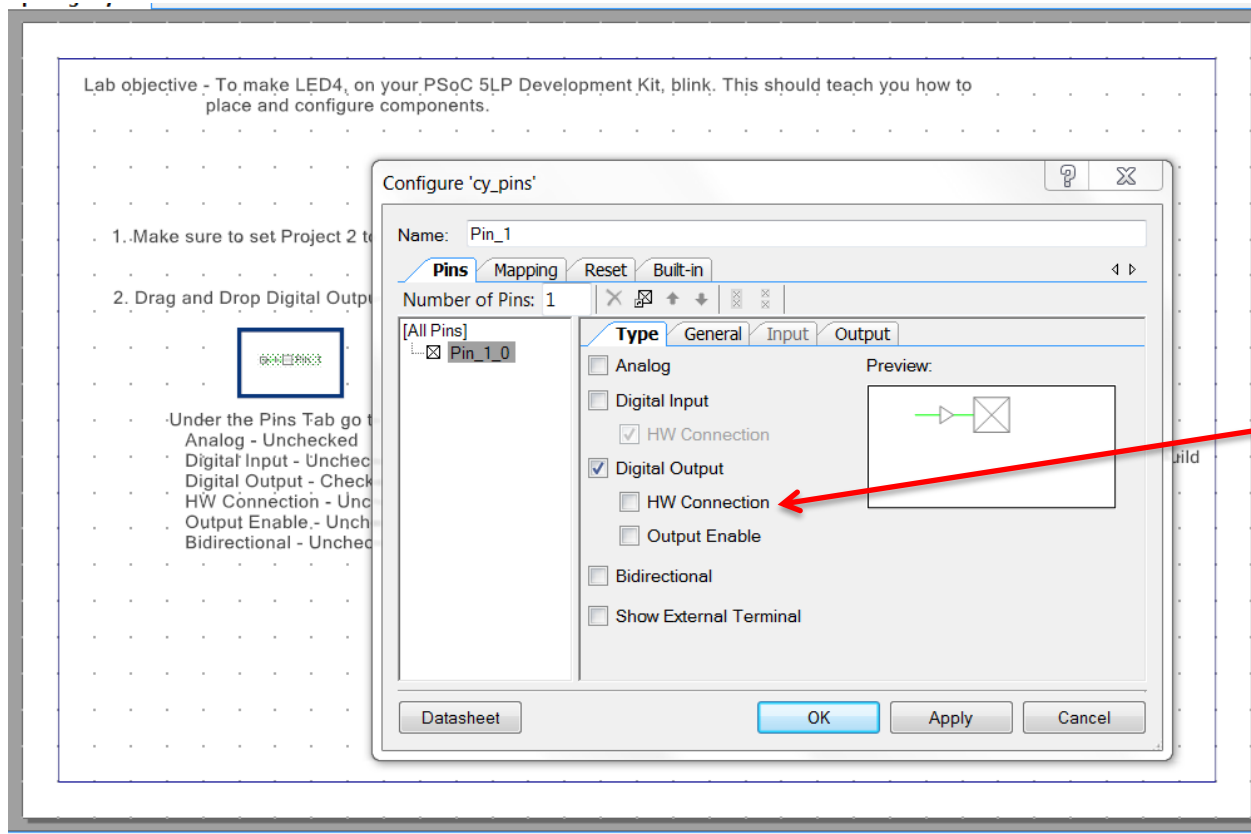 Lab objective - To make LED4, on your PSoC 5LP Development Kit, blink. This should teach you how to
place and configure components.
1. Make sure to set Project 2 to
2. Drag and Drop Digital Outpu
Under the Pins Tab go t
Analog - Unchecked
Digital Input - Unchec
Digital Output - Check
HW Connection - Unc
Output Enable - Unch
Bidirectional - Unchec
uild
Configure 'cy_pins'
Name: Pin_1
Pins Mapping Reset Built-in
Number of Pins: 1
[All Pins]
Pin_1_0
Type General Input Output
Analog
Preview:
Digital Input
HW Connection
Digital Output
HW Connection
Output Enable
Bidirectional
Show External Terminal
Datasheet OK Apply Cancel